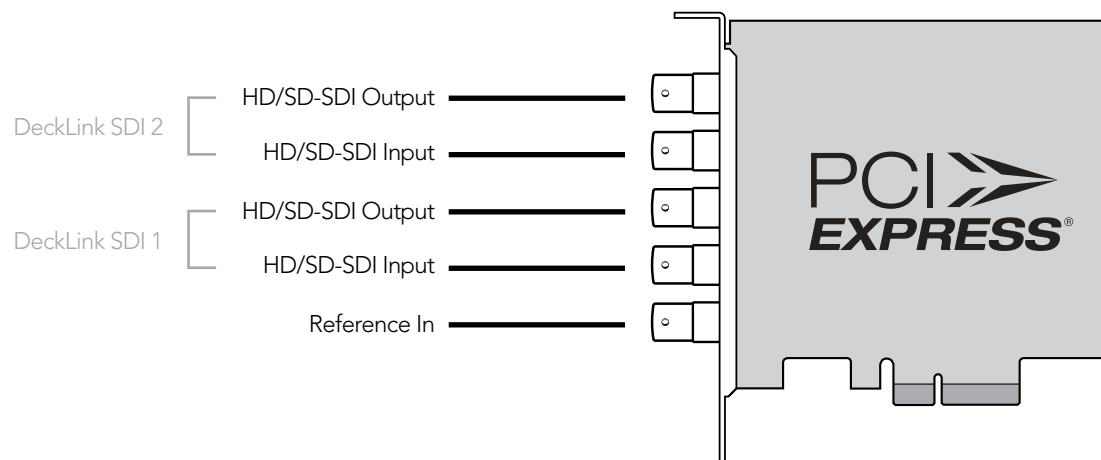 DeckLink SDI 2
HD/SD-SDI Output
HD/SD-SDI Input
DeckLink SDI 1
HD/SD-SDI Output
HD/SD-SDI Input
Reference In
PCI
EXPRESS®